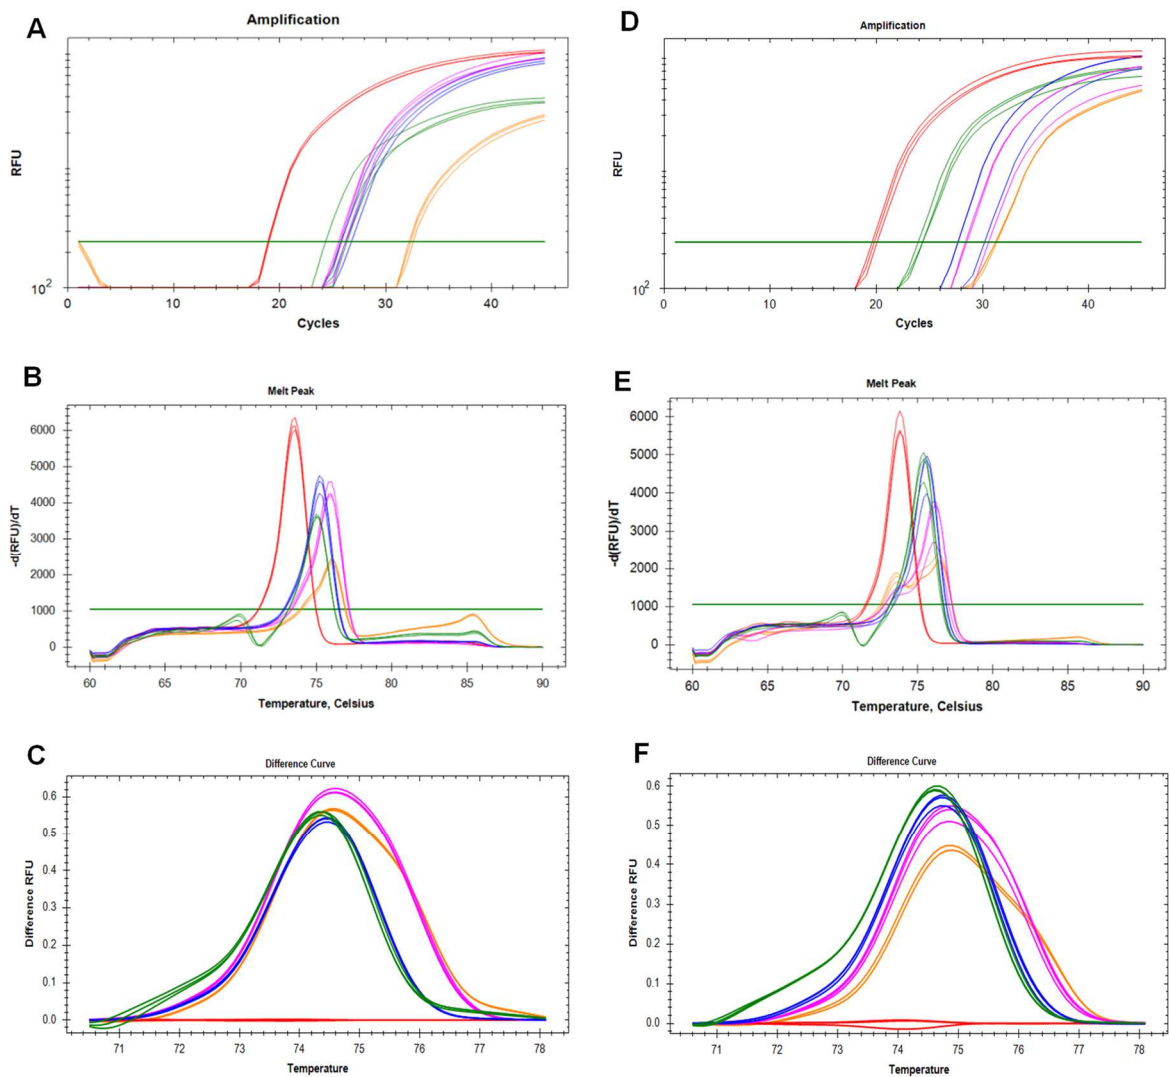 A
Amplification
RFU
10²
0 10 20 30 40
Cycles
B
Melt Peak
-d(RFU)/dT
6000
5000
4000
3000
2000
1000
0
60 65 70 75 80 85 90
Temperature, Celsius
C
Difference Curve
Difference RFU
0.6
0.5
0.4
0.3
0.2
0.1
0.0
71 72 73 74 75 76 77 78
Temperature
D
Amplification
RFU
10²
0 10 20 30 40
Cycles
E
Melt Peak
-d(RFU)/dT
6000
5000
4000
3000
2000
1000
0
60 65 70 75 80 85 90
Temperature, Celsius
F
Difference Curve
Difference RFU
0.6
0.5
0.4
0.3
0.2
0.1
0.0
71 72 73 74 75 76 77 78
Temperature